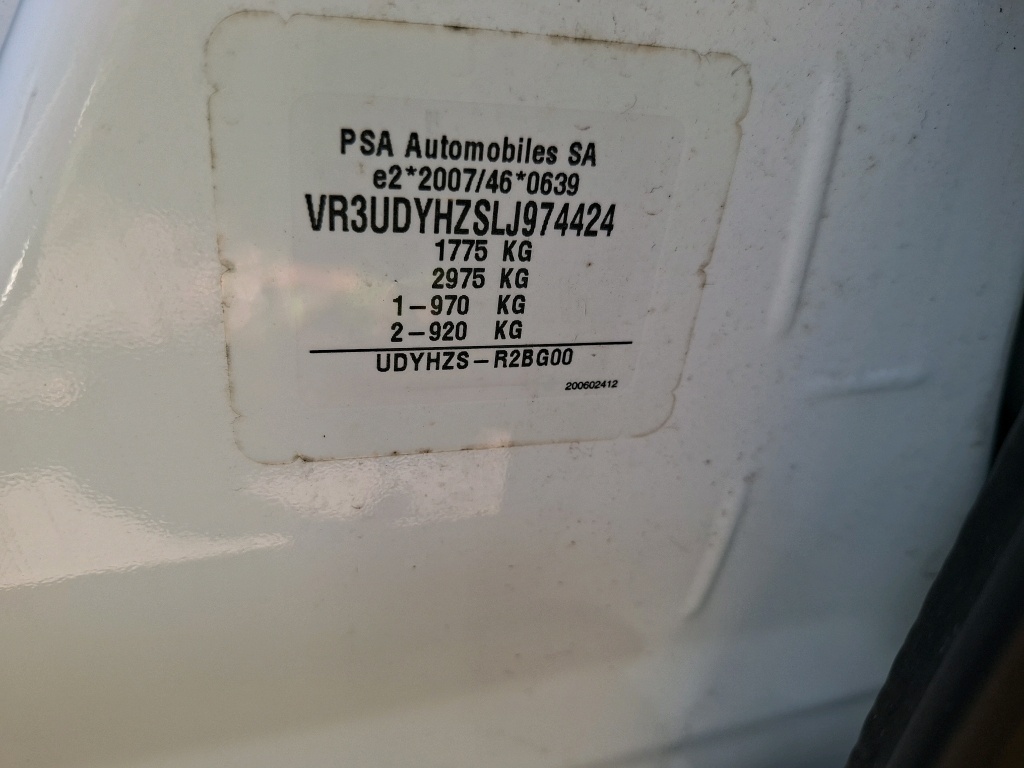 PSA Automobiles SA
e2*2007/46*0639
VR3UDYHZSLJ974424
1775 KG
2975 KG
1-970 KG
2-920 KG
UDYHZS-R2BG00
200602412